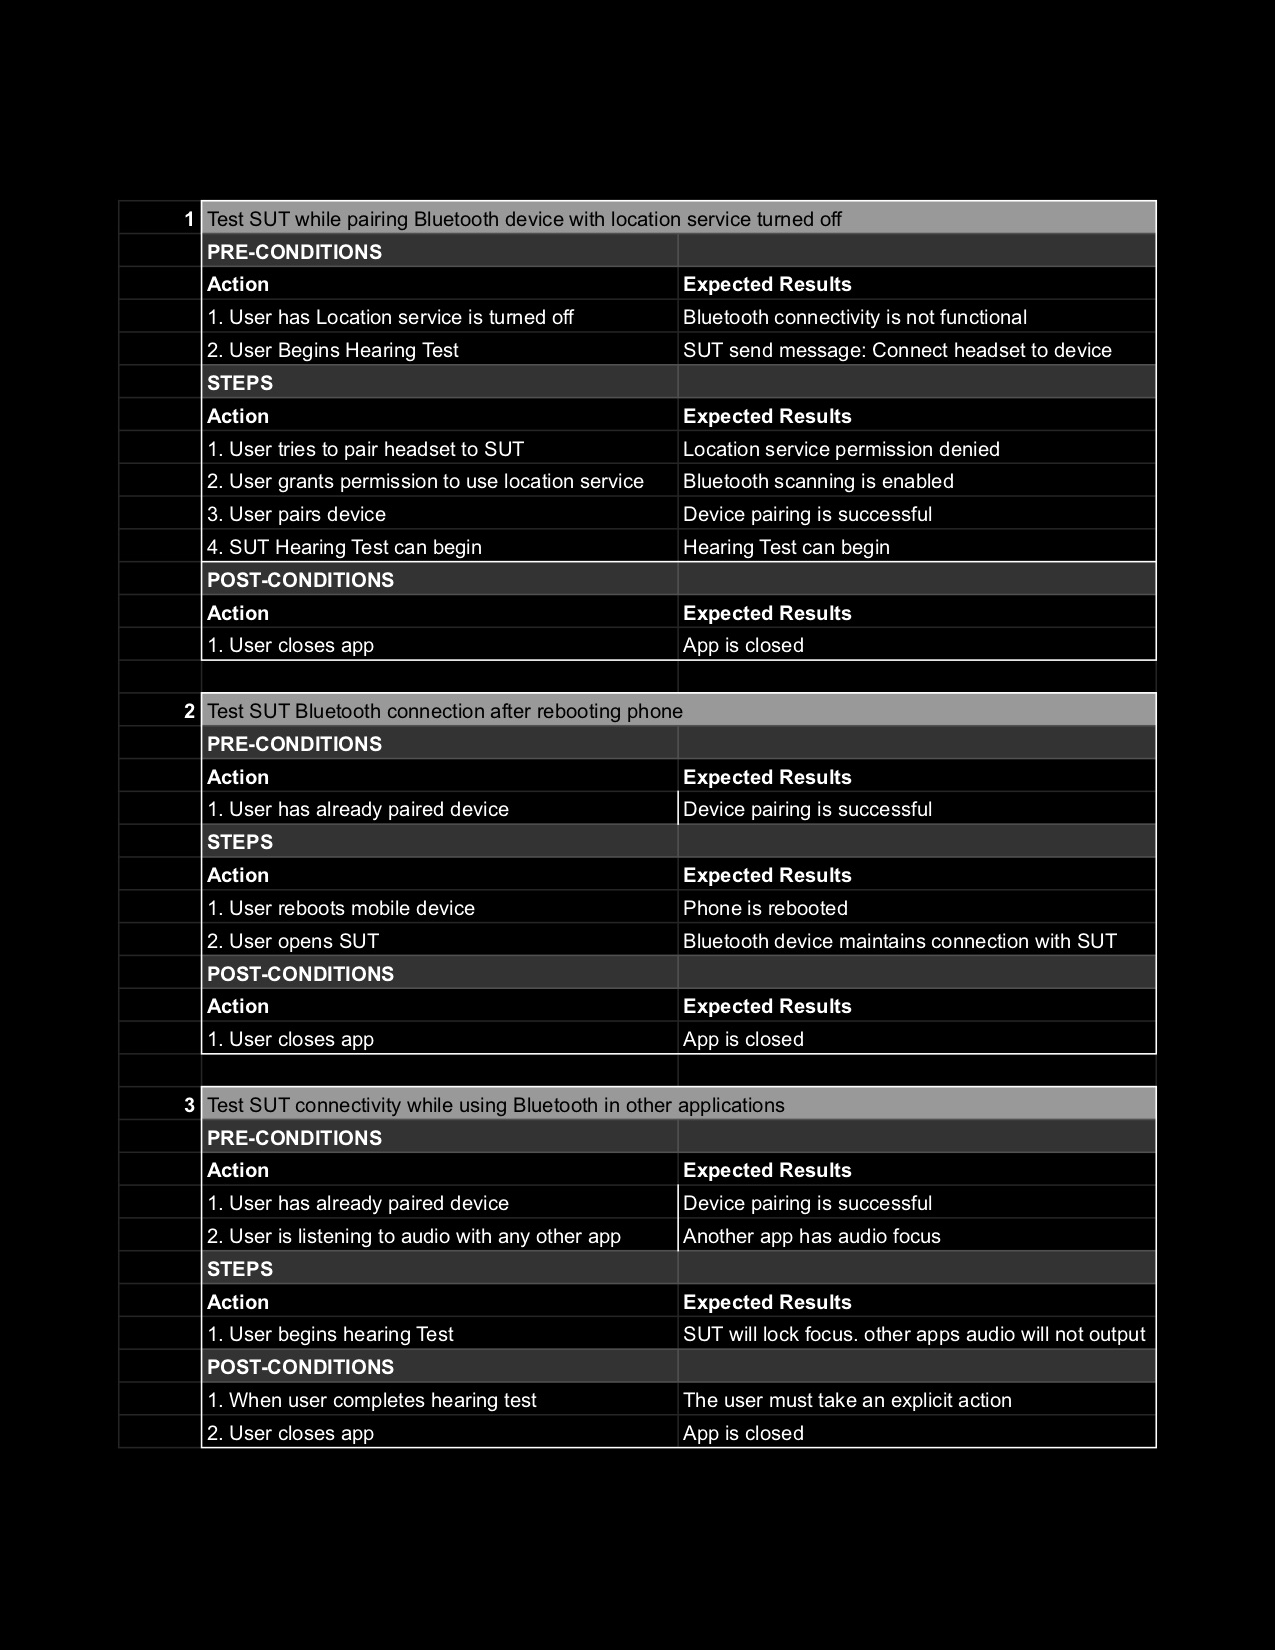 1 Test SUT while pairing Bluetooth device with location service turned off
PRE-CONDITIONS
Action Expected Results
1. User has Location service is turned off Bluetooth connectivity is not functional
2. User Begins Hearing Test SUT send message: Connect headset to device
STEPS
Action Expected Results
1. User tries to pair headset to SUT Location service permission denied
2. User grants permission to use location service Bluetooth scanning is enabled
3. User pairs device Device pairing is successful
4. SUT Hearing Test can begin Hearing Test can begin
POST-CONDITIONS
Action Expected Results
1. User closes app App is closed
2 Test SUT Bluetooth connection after rebooting phone
PRE-CONDITIONS
Action Expected Results
1. User has already paired device Device pairing is successful
STEPS
Action Expected Results
1. User reboots mobile device Phone is rebooted
2. User opens SUT Bluetooth device maintains connection with SUT
POST-CONDITIONS
Action Expected Results
1. User closes app App is closed
3 Test SUT connectivity while using Bluetooth in other applications
PRE-CONDITIONS
Action Expected Results
1. User has already paired device Device pairing is successful
2. User is listening to audio with any other app Another app has audio focus
STEPS
Action Expected Results
1. User begins hearing Test SUT will lock focus. other apps audio will not output
POST-CONDITIONS
1. When user completes hearing test The user must take an explicit action
2. User closes app App is closed